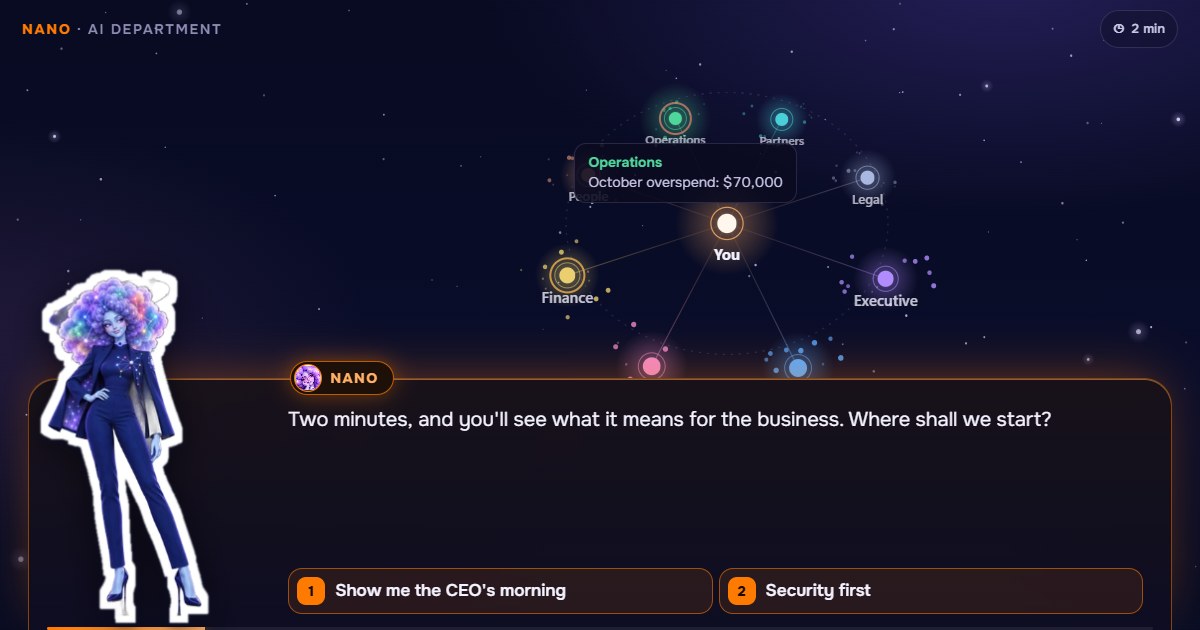 NANO · AI DEPARTMENT
2 min
Operations
Partners
Operations
October overspend: $70,000
People
Legal
You
Finance
Executive
NANO
Two minutes, and you'll see what it means for the business. Where shall we start?
1 Show me the CEO's morning
2 Security first